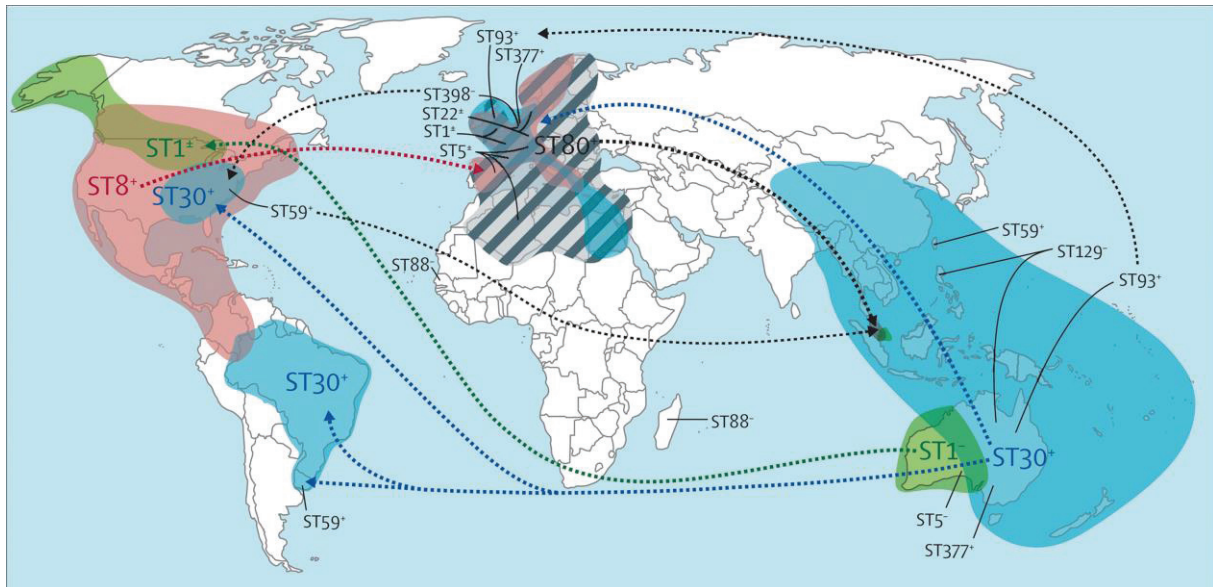 ST93⁺
ST377⁺
ST398⁻
ST22±
ST1±
ST5±
ST80⁺
ST1±
ST8⁺
ST30⁺
ST59⁺
ST88⁻
ST59⁺
ST129⁻
ST93⁺
ST30⁺
ST88⁻
ST1⁻
ST30⁺
ST59⁺
ST5⁻
ST377⁺